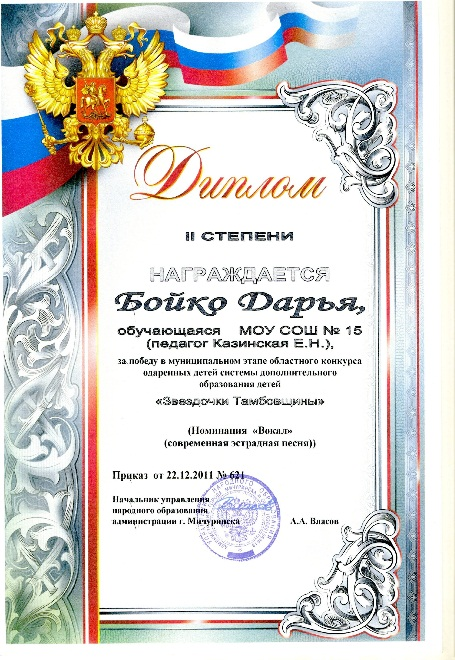 Диплом
II СТЕПЕНИ
НАГРАЖДАЕТСЯ
Бойко Дарья,
обучающаяся МОУ СОШ № 15
(педагог Казинская Е.Н.),
за победу в муниципальном этапе областного конкурса
одаренных детей системы дополнительного
образования детей
«Звездочки Тамбовщины»
(Номинация «Вокал»
(современная эстрадная песня))
Приказ от 22.12.2011 № 621
Начальник управления
народного образования
администрации г. Мичуринска А.А. Власов